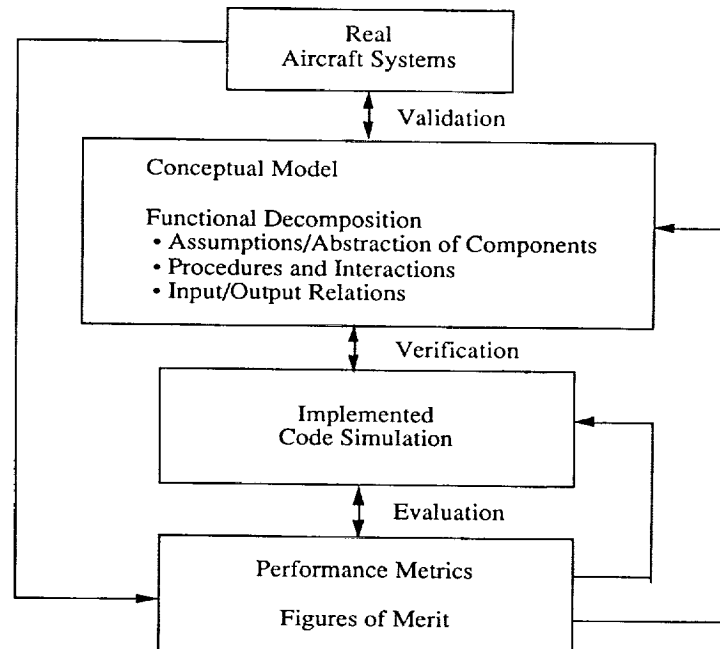 Real
Aircraft Systems
Validation
Conceptual Model
Functional Decomposition
• Assumptions/Abstraction of Components
• Procedures and Interactions
• Input/Output Relations
Verification
Implemented
Code Simulation
Evaluation
Performance Metrics
Figures of Merit